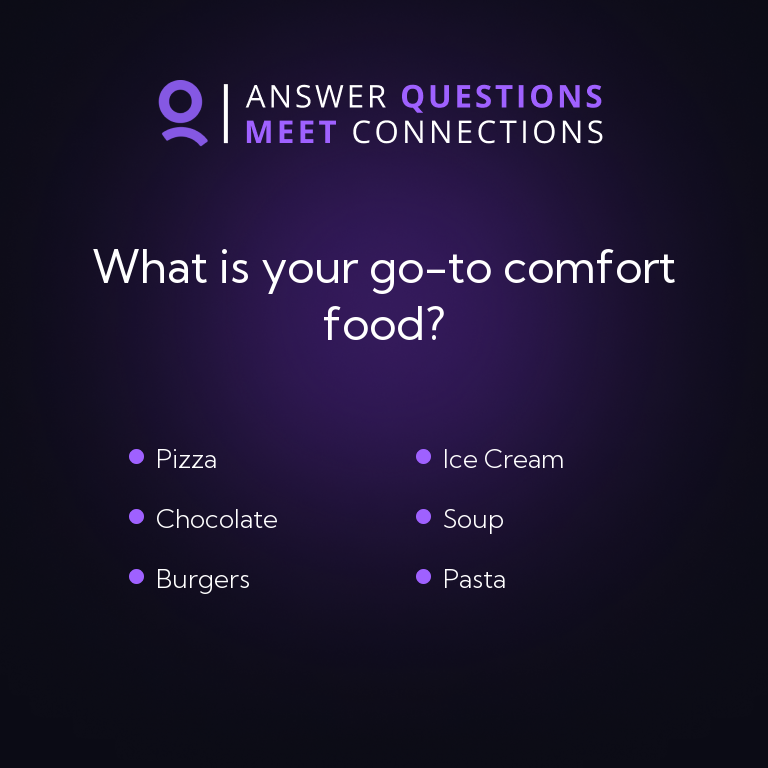 ANSWER QUESTIONS
MEET CONNECTIONS
What is your go-to comfort
food?
Pizza
Chocolate
Burgers
Ice Cream
Soup
Pasta